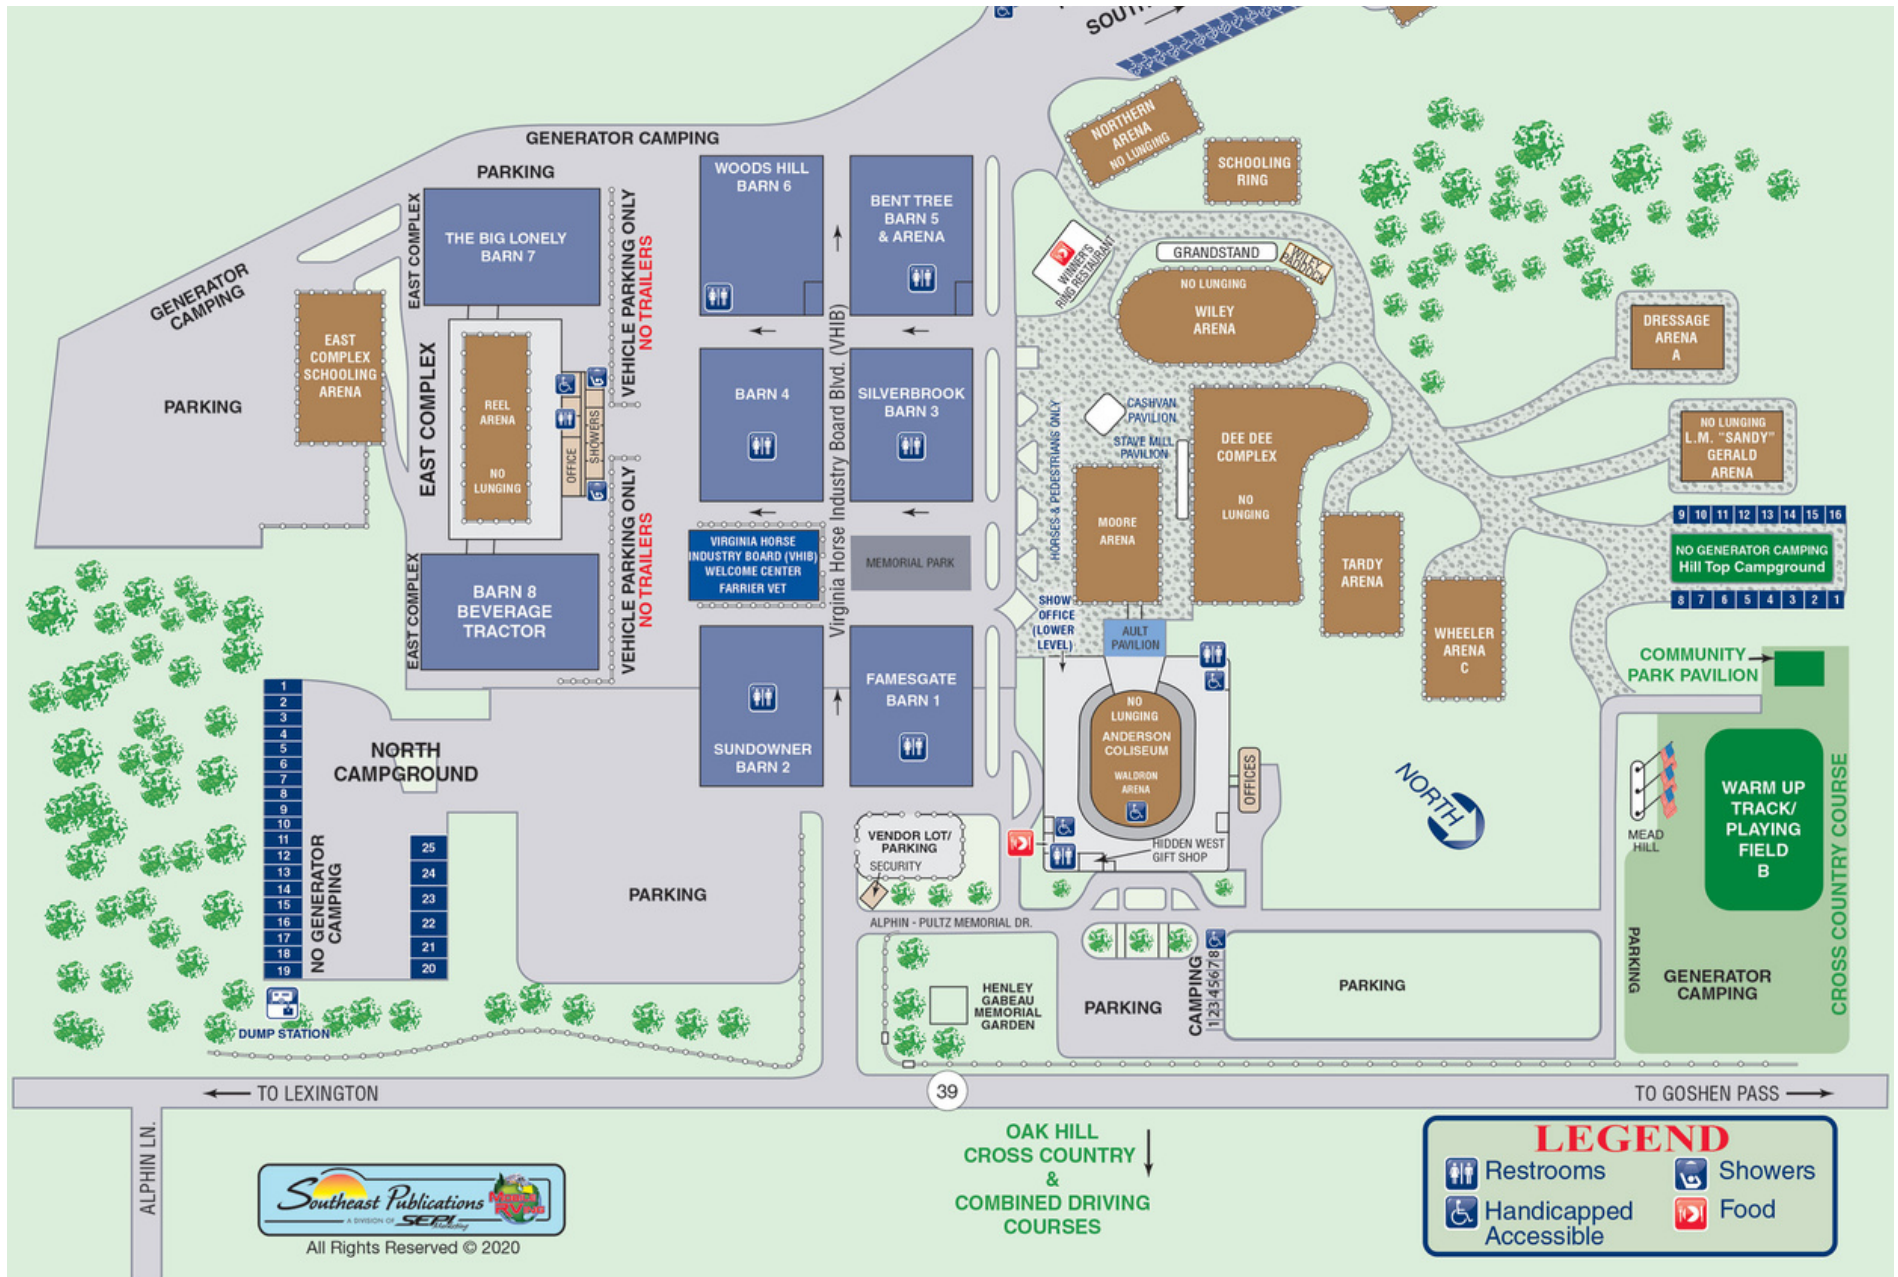 GENERATOR CAMPING
PARKING
NORTHERN
ARENA
NO LUNGING
SCHOOLING
RING
WOODS HILL
BARN 6
BENT TREE
BARN 5
& ARENA
EAST COMPLEX
THE BIG LONELY
BARN 7
VEHICLE PARKING ONLY
NO TRAILERS
WINNER'S
RING RESTAURANT
GRANDSTAND
WILEY
PADDOCK
NO LUNGING
WILEY
ARENA
GENERATOR
CAMPING
EAST
COMPLEX
SCHOOLING
ARENA
PARKING
EAST COMPLEX
REEL
ARENA
NO
LUNGING
OFFICE
SHOWERS
BARN 4
SILVERBROOK
BARN 3
Virginia Horse Industry Board Blvd. (VHIB)
HORSES & PEDESTRIANS ONLY
CASHVAN
PAVILION
STAVE MILL
PAVILION
DEE DEE
COMPLEX
NO
LUNGING
DRESSAGE
ARENA
A
NO LUNGING
L.M. "SANDY"
GERALD
ARENA
MOORE
ARENA
TARDY
ARENA
WHEELER
ARENA
C
9 10 11 12 13 14 15 16
NO GENERATOR CAMPING
Hill Top Campground
8 7 6 5 4 3 2 1
VIRGINIA HORSE
INDUSTRY BOARD (VHIB)
WELCOME CENTER
FARRIER VET
MEMORIAL PARK
EAST COMPLEX
BARN 8
BEVERAGE
TRACTOR
VEHICLE PARKING ONLY
NO TRAILERS
SHOW
OFFICE
(LOWER
LEVEL)
AULT
PAVILION
COMMUNITY
PARK PAVILION
SUNDOWNER
BARN 2
FAMESGATE
BARN 1
NO
LUNGING
ANDERSON
COLISEUM
WALDRON
ARENA
OFFICES
HIDDEN WEST
GIFT SHOP
NORTH
MEAD
HILL
WARM UP
TRACK/
PLAYING
FIELD
B
CROSS COUNTRY COURSE
PARKING
GENERATOR
CAMPING
1
2
3
4
5
6
7
8
9
10
11
12
13
14
15
16
17
18
19
NORTH
CAMPGROUND
NO GENERATOR
CAMPING
25
24
23
22
21
20
PARKING
DUMP STATION
VENDOR LOT/
PARKING
SECURITY
ALPHIN - PULTZ MEMORIAL DR.
HENLEY
GABEAU
MEMORIAL
GARDEN
PARKING
CAMPING
12345678
PARKING
TO LEXINGTON
39
TO GOSHEN PASS
ALPHIN LN.
OAK HILL
CROSS COUNTRY
&
COMBINED DRIVING
COURSES
Southeast Publications
A DIVISION OF SEPI Marketing
MOBILE
RVING
All Rights Reserved © 2020
LEGEND
Restrooms
Showers
Handicapped
Accessible
Food